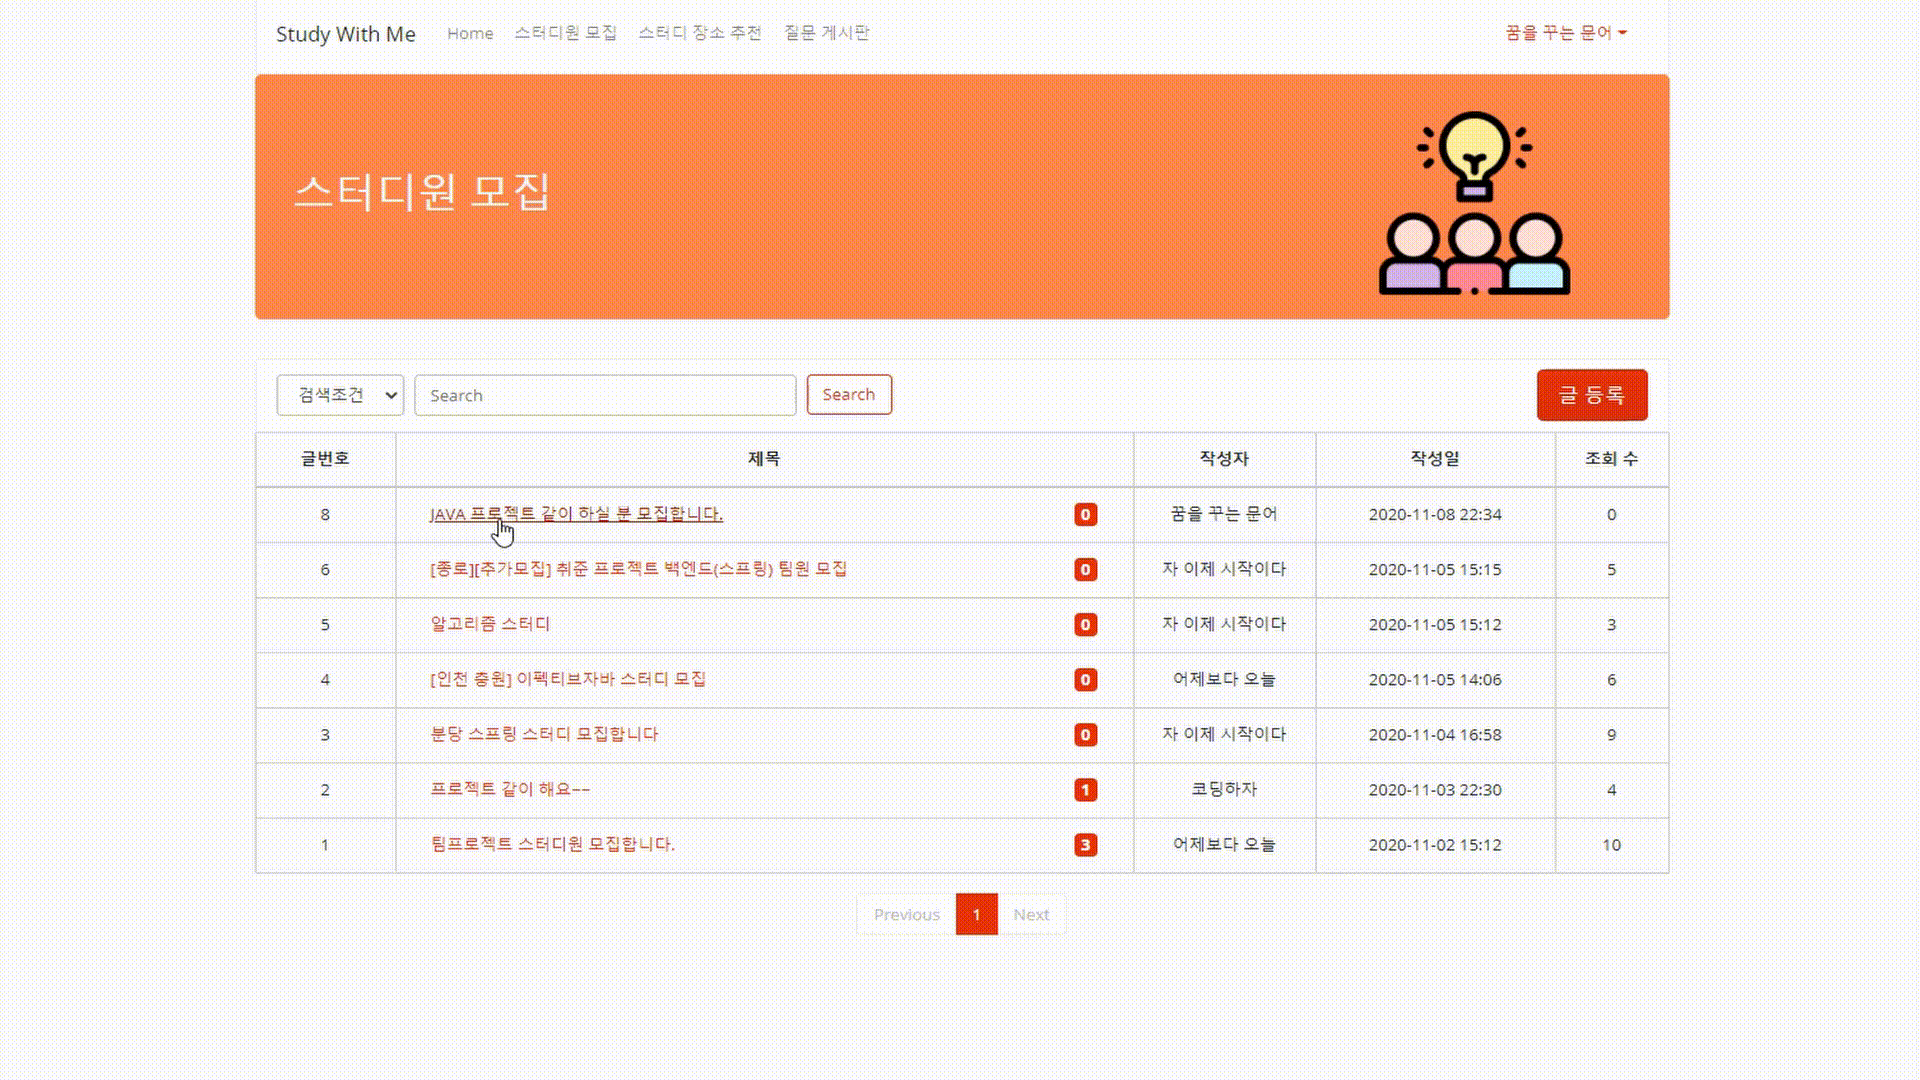 Study With Me Home 스터디원 모집 스터디 장소 추천 질문 게시판 꿈을 꾸는 문어
스터디원 모집
검색조건 Search Search 글 등록
글번호 제목 작성자 작성일 조회 수
8 JAVA 프로젝트 같이 하실 분 모집합니다. 0 꿈을 꾸는 문어 2020-11-08 22:34 0
6 [종로][추가모집] 취준 프로젝트 백엔드(스프링) 팀원 모집 0 자 이제 시작이다 2020-11-05 15:15 5
5 알고리즘 스터디 0 자 이제 시작이다 2020-11-05 15:12 3
4 [인천 충원] 이펙티브자바 스터디 모집 0 어제보다 오늘 2020-11-05 14:06 6
3 분당 스프링 스터디 모집합니다 0 자 이제 시작이다 2020-11-04 16:58 9
2 프로젝트 같이 해요~~ 1 코딩하자 2020-11-03 22:30 4
1 팀프로젝트 스터디원 모집합니다. 3 어제보다 오늘 2020-11-02 15:12 10
Previous 1 Next